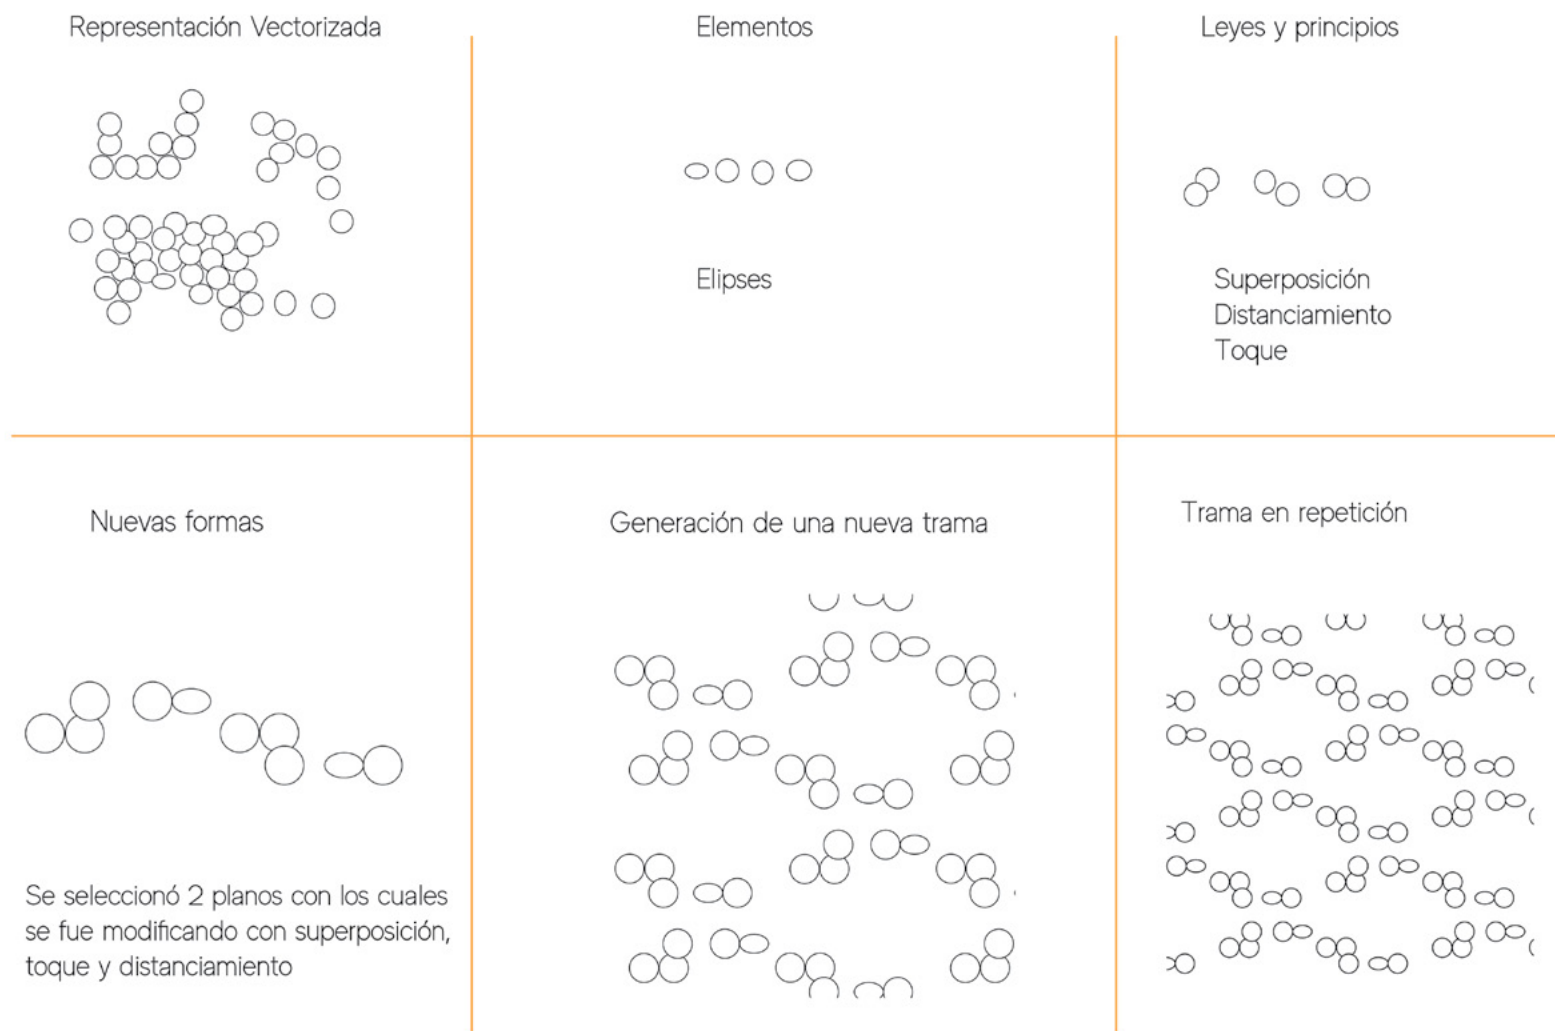 Representación Vectorizada
Elementos
Leyes y principios
Elipses
Superposición
Distanciamiento
Toque
Nuevas formas
Generación de una nueva trama
Trama en repetición
Se seleccionó 2 planos con los cuales
se fue modificando con superposición,
toque y distanciamiento